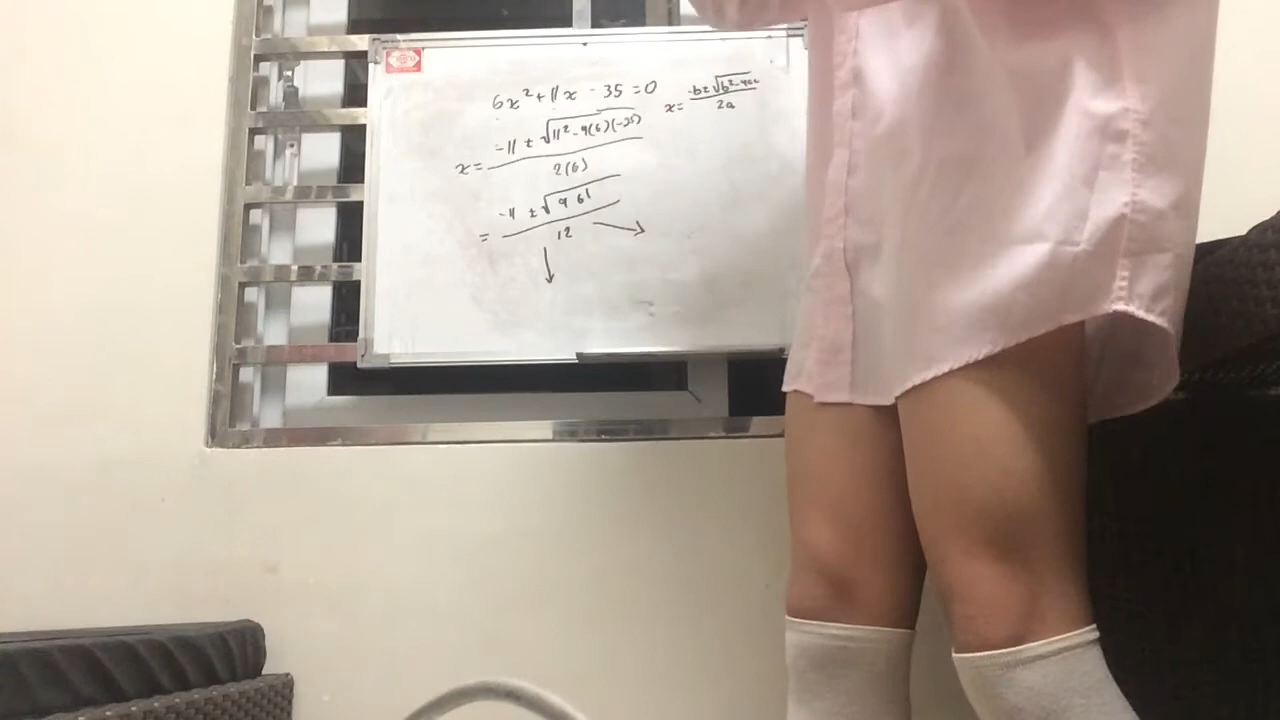 6x² + 11x - 35 = 0
x = (-b ± √(b² - 4ac)) / 2a
x = (-11 ± √(11² - 4(6)(-35))) / 2(6)
= (-11 ± √961) / 12